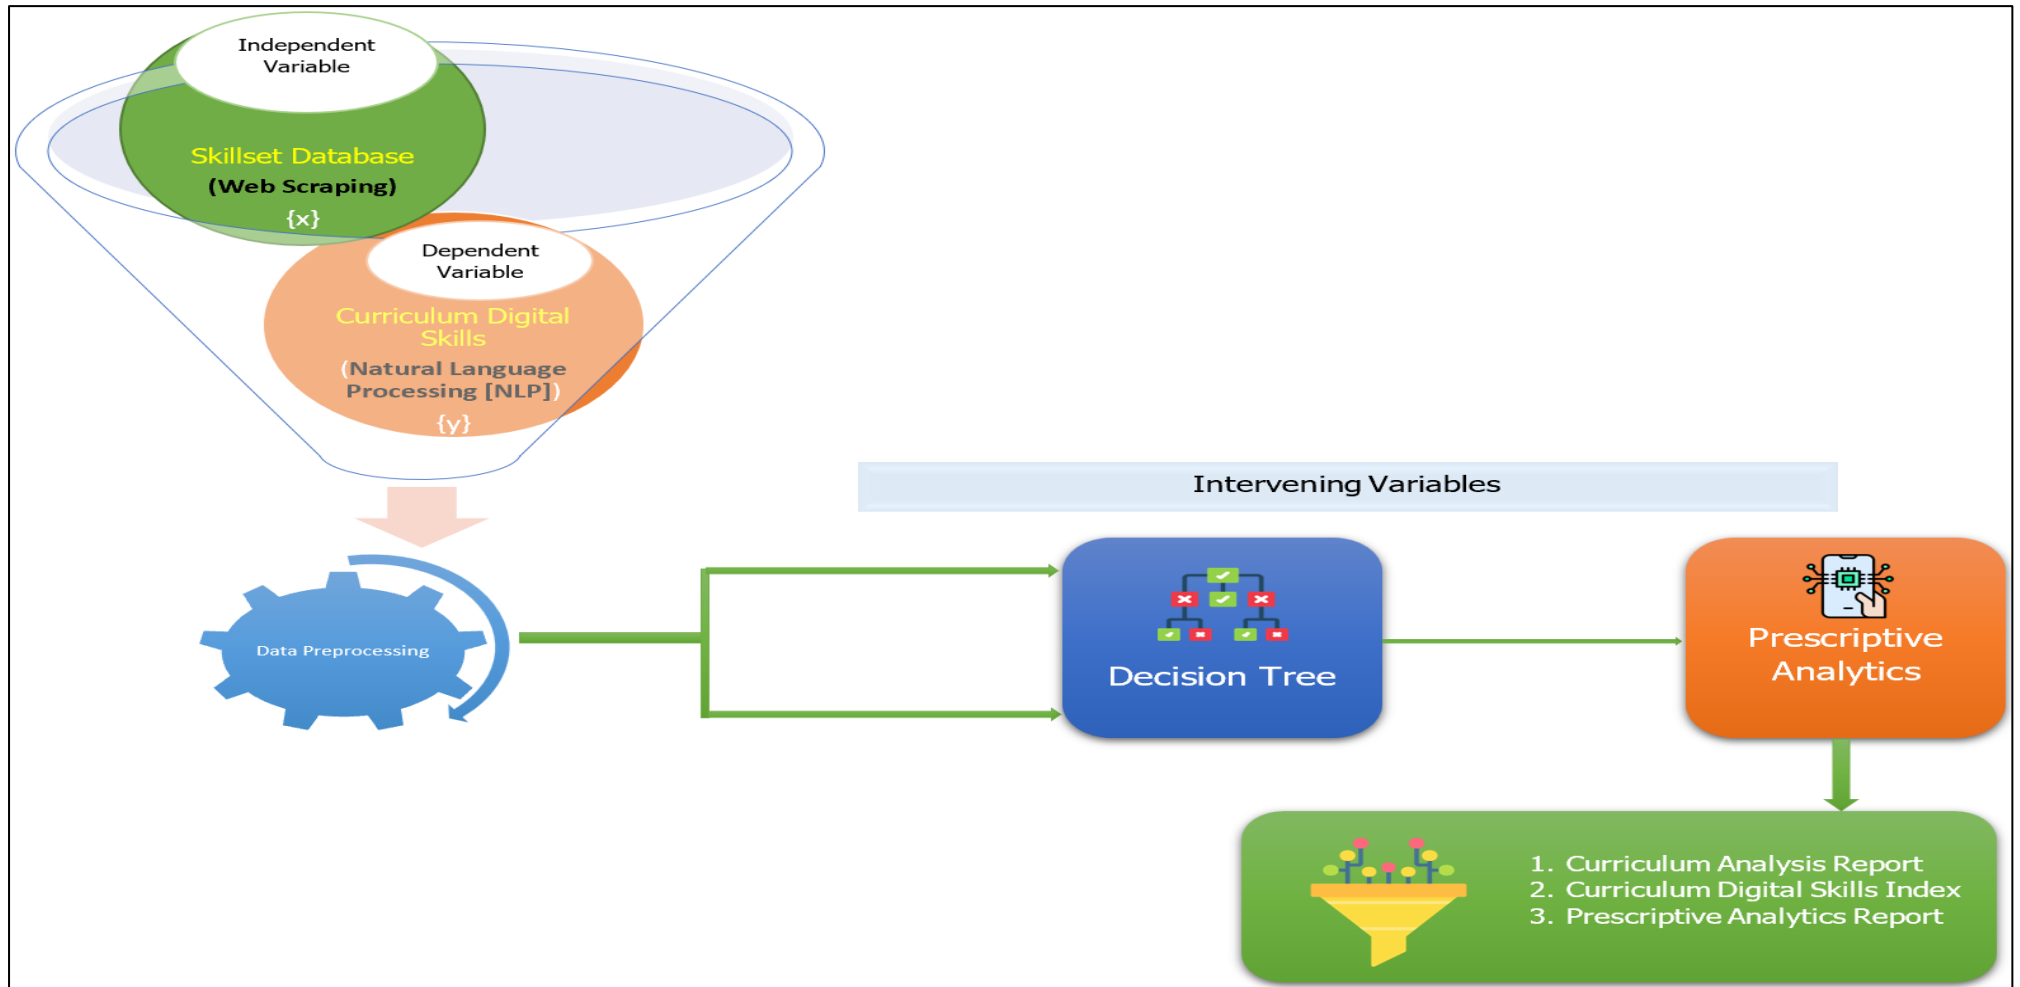 Independent
Variable
Skillset Database
(Web Scraping)
{x}
Dependent
Variable
Curriculum Digital
Skills
(Natural Language
Processing [NLP])
{y}
Intervening Variables
Data Preprocessing
Decision Tree
Prescriptive
Analytics
1. Curriculum Analysis Report
2. Curriculum Digital Skills Index
3. Prescriptive Analytics Report